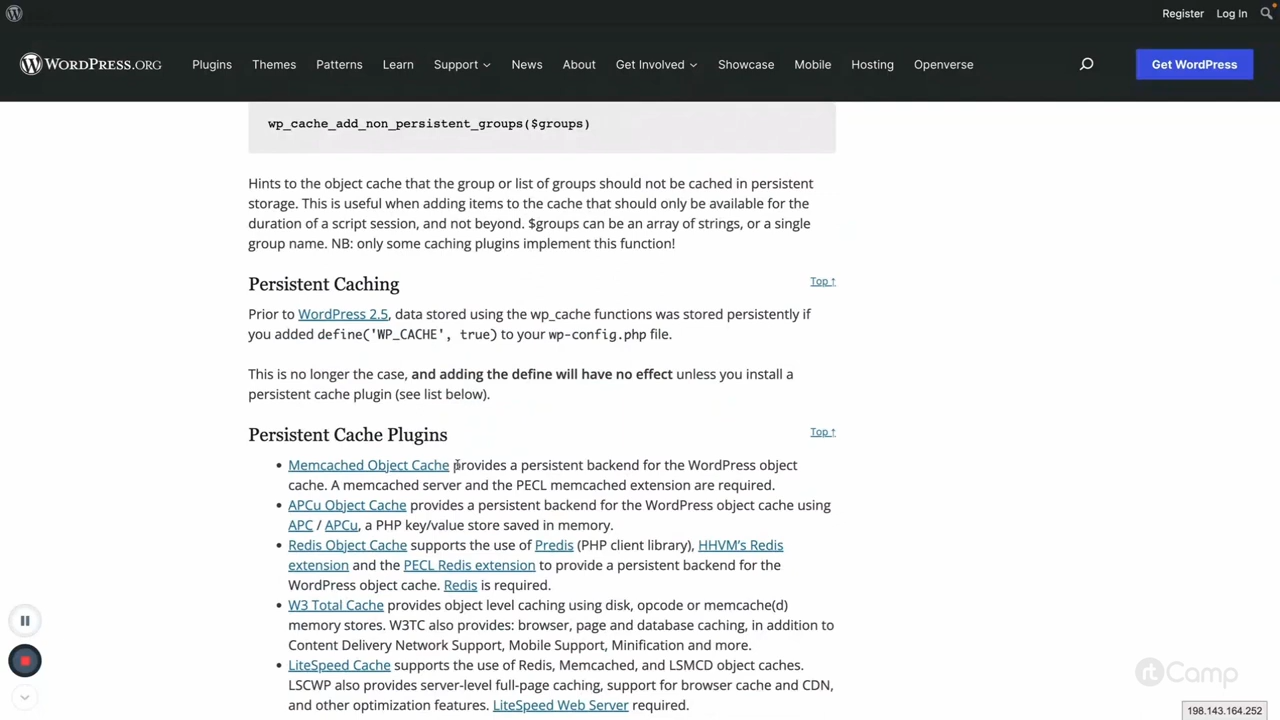 Register Log In
WORDPRESS.ORG Plugins Themes Patterns Learn Support News About Get Involved Showcase Mobile Hosting Openverse Get WordPress
wp_cache_add_non_persistent_groups($groups)
Hints to the object cache that the group or list of groups should not be cached in persistent
storage. This is useful when adding items to the cache that should only be available for the
duration of a script session, and not beyond. $groups can be an array of strings, or a single
group name. NB: only some caching plugins implement this function!
Persistent Caching Top ↑
Prior to WordPress 2.5, data stored using the wp_cache functions was stored persistently if
you added define('WP_CACHE', true) to your wp-config.php file.
This is no longer the case, and adding the define will have no effect unless you install a
persistent cache plugin (see list below).
Persistent Cache Plugins Top ↑
• Memcached Object Cache provides a persistent backend for the WordPress object
cache. A memcached server and the PECL memcached extension are required.
• APCu Object Cache provides a persistent backend for the WordPress object cache using
APC / APCu, a PHP key/value store saved in memory.
• Redis Object Cache supports the use of Predis (PHP client library), HHVM's Redis
extension and the PECL Redis extension to provide a persistent backend for the
WordPress object cache. Redis is required.
• W3 Total Cache provides object level caching using disk, opcode or memcache(d)
memory stores. W3TC also provides: browser, page and database caching, in addition to
Content Delivery Network Support, Mobile Support, Minification and more.
• LiteSpeed Cache supports the use of Redis, Memcached, and LSMCD object caches.
LSCWP also provides server-level full-page caching, support for browser cache and CDN,
and other optimization features. LiteSpeed Web Server required.
rtCamp
198.143.164.252